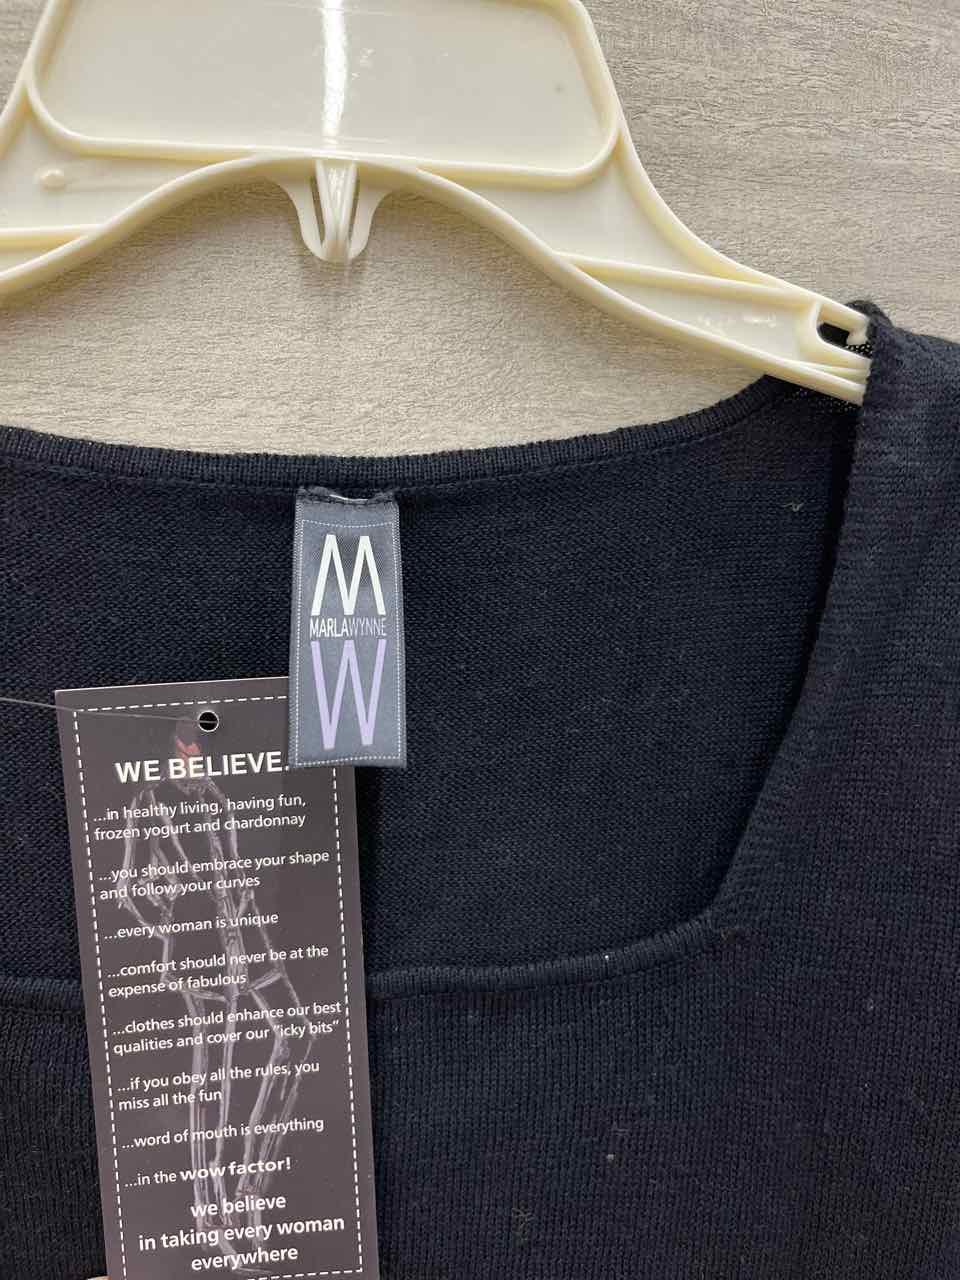 M
MARLAWYNNE
W
WE BELIEVE.
...in healthy living, having fun,
frozen yogurt and chardonnay
...you should embrace your shape
and follow your curves
...every woman is unique
...comfort should never be at the
expense of fabulous
...clothes should enhance our best
qualities and cover our "icky bits"
...if you obey all the rules, you
miss all the fun
...word of mouth is everything
...in the wow factor!
we believe
in taking every woman
everywhere